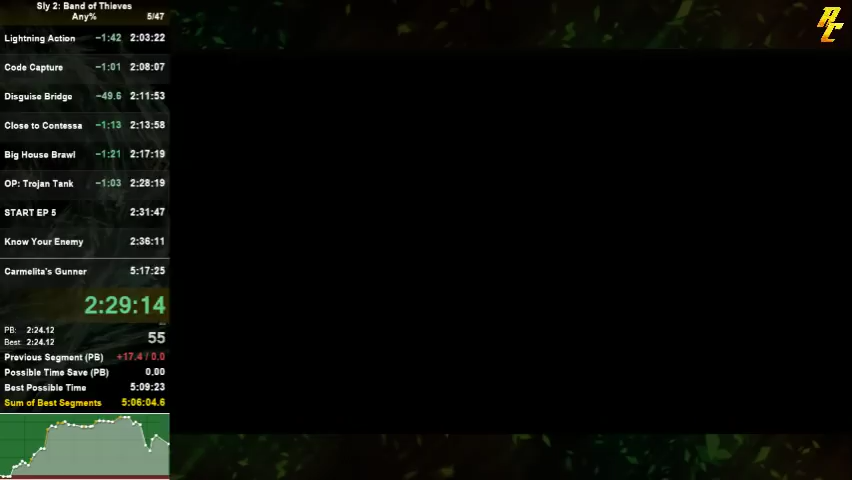 Sly 2: Band of Thieves
Any% 5/47
Lightning Action -1:42 2:03:22
Code Capture -1:01 2:08:07
Disguise Bridge -49.6 2:11:53
Close to Contessa -1:13 2:13:58
Big House Brawl -1:21 2:17:19
OP: Trojan Tank -1:03 2:28:19
START EP 5 2:31:47
Know Your Enemy 2:36:11
Carmelita's Gunner 5:17:25
2:29:14
PB: 2:24.12
Best: 2:24.12
55
Previous Segment (PB) +17.4 / 0.0
Possible Time Save (PB) 0.00
Best Possible Time 5:09:23
Sum of Best Segments 5:06:04.6